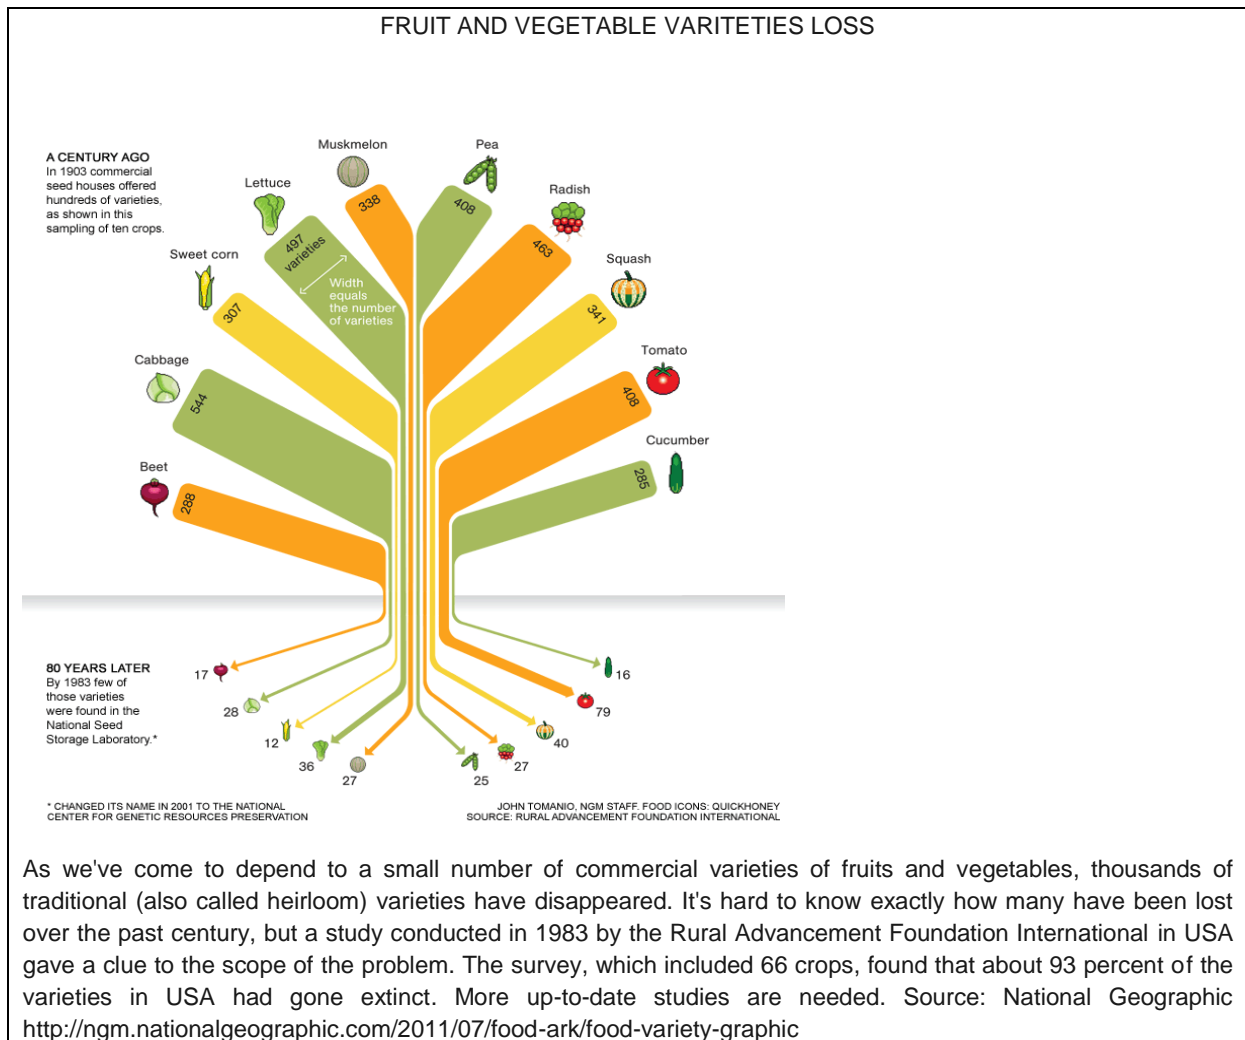 FRUIT AND VEGETABLE VARITETIES LOSS
A CENTURY AGO
In 1903 commercial
seed houses offered
hundreds of varieties,
as shown in this
sampling of ten crops.
Muskmelon
338
Pea
408
Lettuce
497
varieties
Width
equals
the number
of varieties
Radish
463
Sweet corn
307
Squash
341
Cabbage
544
Tomato
408
Beet
288
Cucumber
285
80 YEARS LATER
By 1983 few of
those varieties
were found in the
National Seed
Storage Laboratory.*
17
28
12
36
27
25
27
40
79
16
* CHANGED ITS NAME IN 2001 TO THE NATIONAL
CENTER FOR GENETIC RESOURCES PRESERVATION
JOHN TOMANIO, NGM STAFF. FOOD ICONS: QUICKHONEY
SOURCE: RURAL ADVANCEMENT FOUNDATION INTERNATIONAL
As we've come to depend to a small number of commercial varieties of fruits and vegetables, thousands of
traditional (also called heirloom) varieties have disappeared. It's hard to know exactly how many have been lost
over the past century, but a study conducted in 1983 by the Rural Advancement Foundation International in USA
gave a clue to the scope of the problem. The survey, which included 66 crops, found that about 93 percent of the
varieties in USA had gone extinct. More up-to-date studies are needed. Source: National Geographic
http://ngm.nationalgeographic.com/2011/07/food-ark/food-variety-graphic